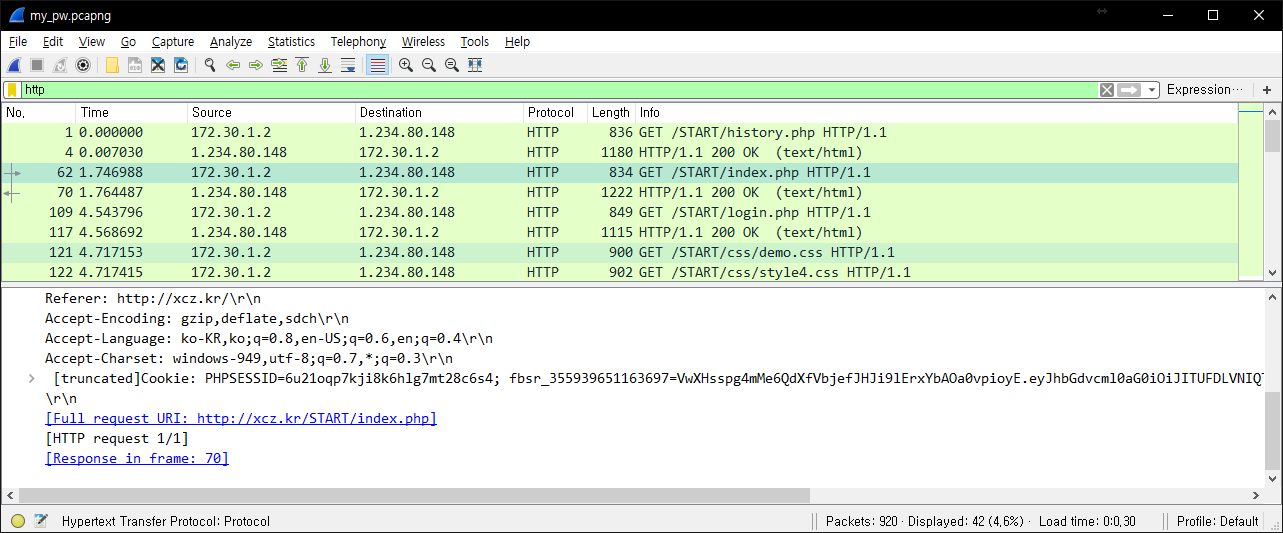 my_pw.pcapng
File Edit View Go Capture Analyze Statistics Telephony Wireless Tools Help
http Expression… +
No. Time Source Destination Protocol Length Info
1 0.000000 172.30.1.2 1.234.80.148 HTTP 836 GET /START/history.php HTTP/1.1
4 0.007030 1.234.80.148 172.30.1.2 HTTP 1180 HTTP/1.1 200 OK (text/html)
62 1.746988 172.30.1.2 1.234.80.148 HTTP 834 GET /START/index.php HTTP/1.1
70 1.764487 1.234.80.148 172.30.1.2 HTTP 1222 HTTP/1.1 200 OK (text/html)
109 4.543796 172.30.1.2 1.234.80.148 HTTP 849 GET /START/login.php HTTP/1.1
117 4.568692 1.234.80.148 172.30.1.2 HTTP 1115 HTTP/1.1 200 OK (text/html)
121 4.717153 172.30.1.2 1.234.80.148 HTTP 900 GET /START/css/demo.css HTTP/1.1
122 4.717415 172.30.1.2 1.234.80.148 HTTP 902 GET /START/css/style4.css HTTP/1.1
Referer: http://xcz.kr/\r\n
Accept-Encoding: gzip,deflate,sdch\r\n
Accept-Language: ko-KR,ko;q=0.8,en-US;q=0.6,en;q=0.4\r\n
Accept-Charset: windows-949,utf-8;q=0.7,*;q=0.3\r\n
[truncated]Cookie: PHPSESSID=6u21oqp7kji8k6hlg7mt28c6s4; fbsr_355939651163697=VwXHsspg4mMe6QdXfVbjefJHJi9lErxYbAOa0vpioyE.eyJhbGdvcml0aG0iOiJITUFDLVNIQT
\r\n
[Full request URI: http://xcz.kr/START/index.php]
[HTTP request 1/1]
[Response in frame: 70]
Hypertext Transfer Protocol: Protocol Packets: 920 · Displayed: 42 (4.6%) · Load time: 0:0.30 Profile: Default